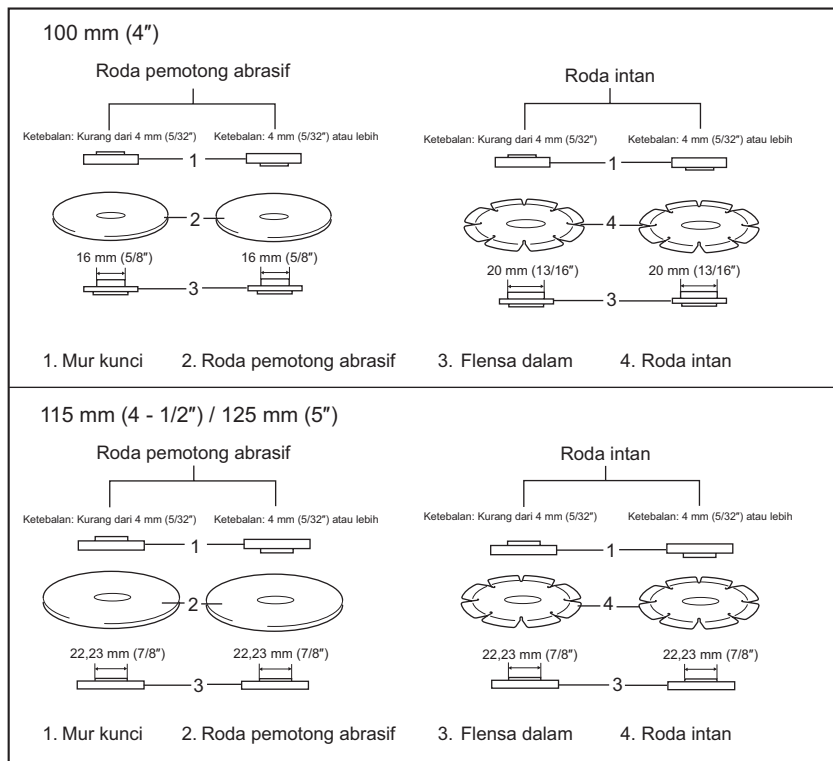 100 mm (4″)
Roda pemotong abrasif
Roda intan
Ketebalan: Kurang dari 4 mm (5/32″)
Ketebalan: 4 mm (5/32″) atau lebih
Ketebalan: Kurang dari 4 mm (5/32″)
Ketebalan: 4 mm (5/32″) atau lebih
1
1
2
4
16 mm (5/8″)
16 mm (5/8″)
20 mm (13/16″)
20 mm (13/16″)
3
3
1. Mur kunci 2. Roda pemotong abrasif 3. Flensa dalam 4. Roda intan
115 mm (4 - 1/2″) / 125 mm (5″)
Roda pemotong abrasif
Roda intan
Ketebalan: Kurang dari 4 mm (5/32″)
Ketebalan: 4 mm (5/32″) atau lebih
Ketebalan: Kurang dari 4 mm (5/32″)
Ketebalan: 4 mm (5/32″) atau lebih
1
1
2
4
22,23 mm (7/8″)
22,23 mm (7/8″)
22,23 mm (7/8″)
22,23 mm (7/8″)
3
3
1. Mur kunci 2. Roda pemotong abrasif 3. Flensa dalam 4. Roda intan